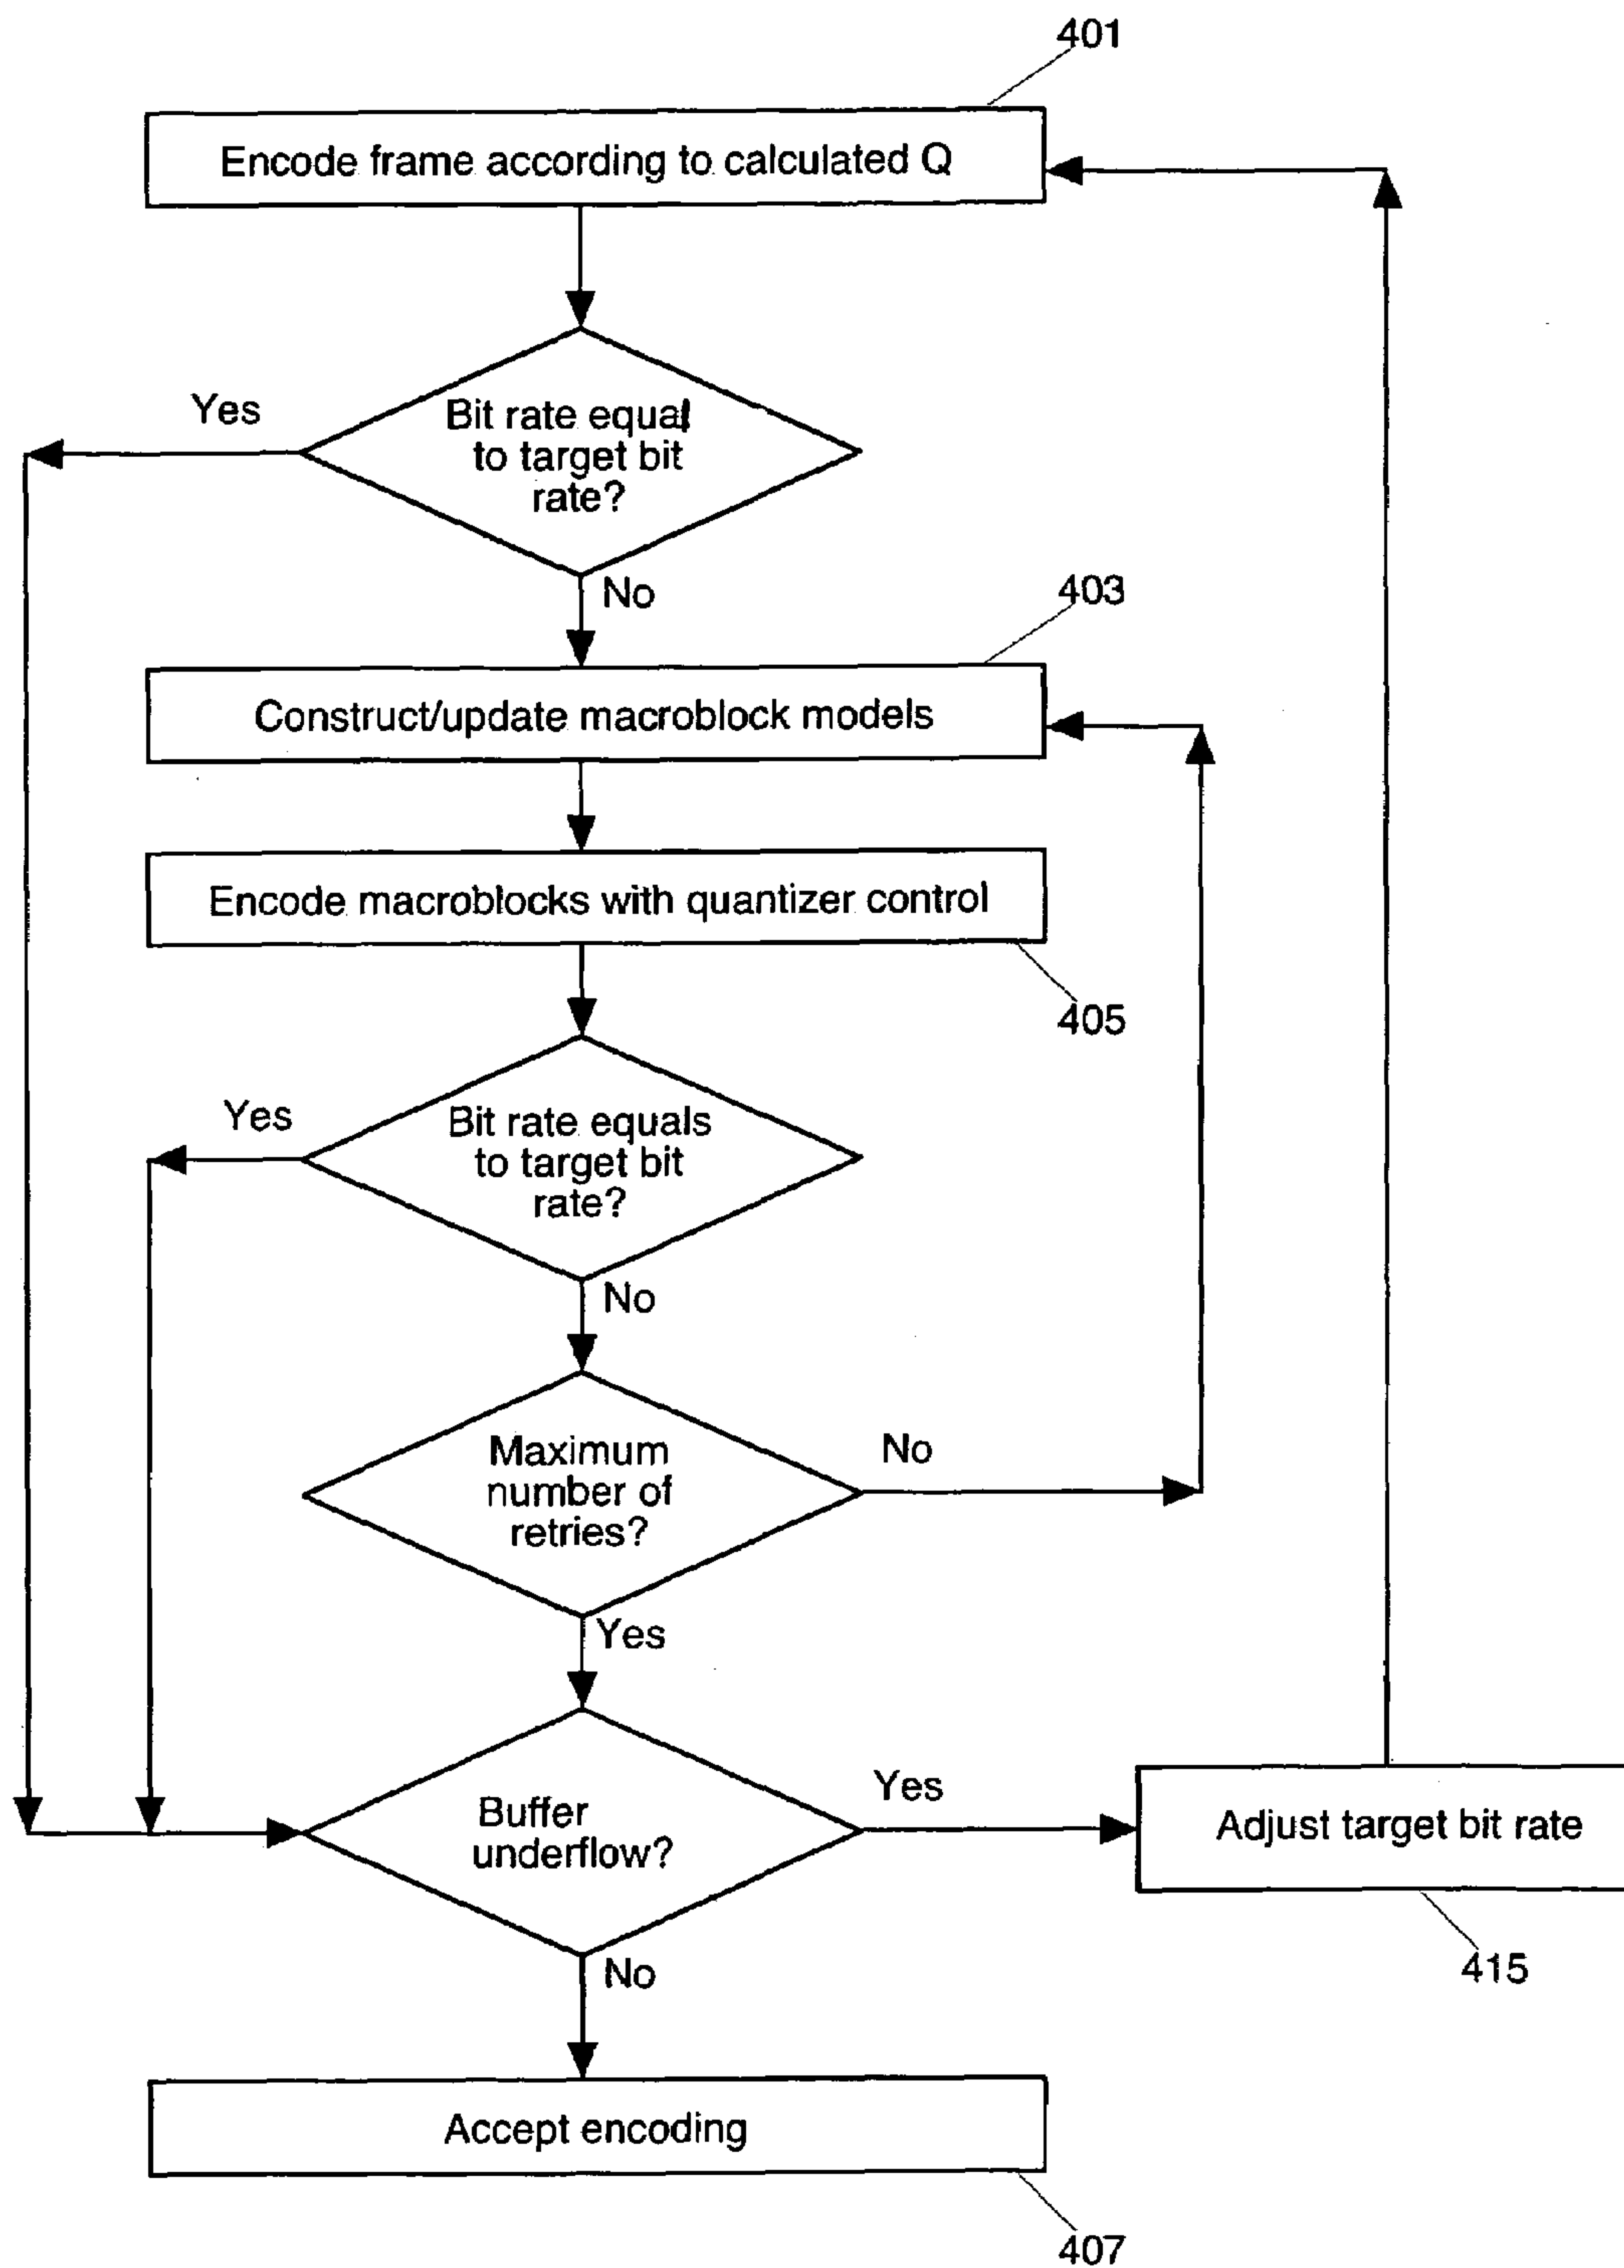 401
Encode frame according to calculated Q
Yes
Bit rate equal
to target bit
rate?
No
403
Construct/update macroblock models
Encode macroblocks with quantizer control
405
Yes
Bit rate equals
to target bit
rate?
No
Maximum
number of
retries?
No
Yes
Buffer
underflow?
Yes
Adjust target bit rate
415
No
Accept encoding
407